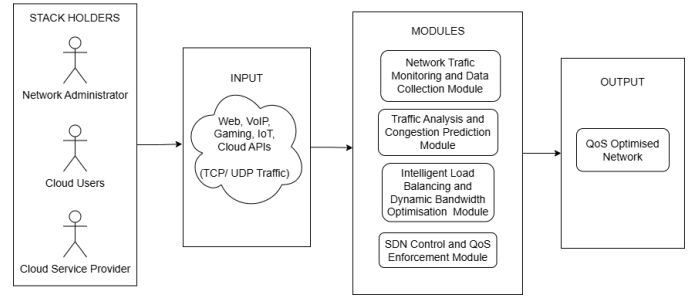 STACK HOLDERS
Network Administrator
Cloud Users
Cloud Service Provider
INPUT
Web, VoIP,
Gaming, IoT,
Cloud APIs
(TCP/ UDP Traffic)
MODULES
Network Trafic
Monitoring and Data
Collection Module
Traffic Analysis and
Congestion Prediction
Module
Intelligent Load
Balancing and
Dynamic Bandwidth
Optimisation Module
SDN Control and QoS
Enforcement Module
OUTPUT
QoS Optimised
Network